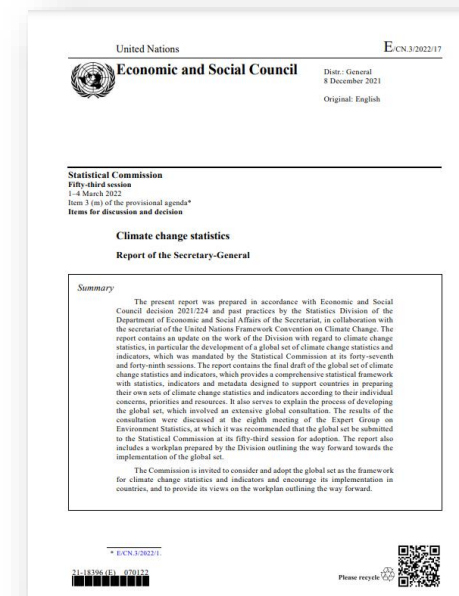 United Nations
E/CN.3/2022/17
Economic and Social Council
Distr.: General
8 December 2021
Original: English
Statistical Commission
Fifty-third session
1–4 March 2022
Item 3 (m) of the provisional agenda*
Items for discussion and decision
Climate change statistics
Report of the Secretary-General
Summary
The present report was prepared in accordance with Economic and Social
Council decision 2021/224 and past practices by the Statistics Division of the
Department of Economic and Social Affairs of the Secretariat, in collaboration with
the secretariat of the United Nations Framework Convention on Climate Change. The
report contains an update on the work of the Division with regard to climate change
statistics, in particular the development of a global set of climate change statistics and
indicators, which was mandated by the Statistical Commission at its forty-seventh
and forty-ninth sessions. The report contains the final draft of the global set of climate
change statistics and indicators, which provides a comprehensive statistical framework
with statistics, indicators and metadata designed to support countries in preparing
their own sets of climate change statistics and indicators according to their individual
concerns, priorities and resources. It also serves to explain the process of developing
the global set, which involved an extensive global consultation. The results of the
consultation were discussed at the eighth meeting of the Expert Group on
Environment Statistics, at which it was recommended that the global set be submitted
to the Statistical Commission at its fifty-third session for adoption. The report also
includes a workplan prepared by the Division outlining the way forward towards the
implementation of the global set.
The Commission is invited to consider and adopt the global set as the framework
for climate change statistics and indicators and encourage its implementation in
countries, and to provide its views on the workplan outlining the way forward.
* E/CN.3/2022/1.
21-18396 (E) 070122
Please recycle